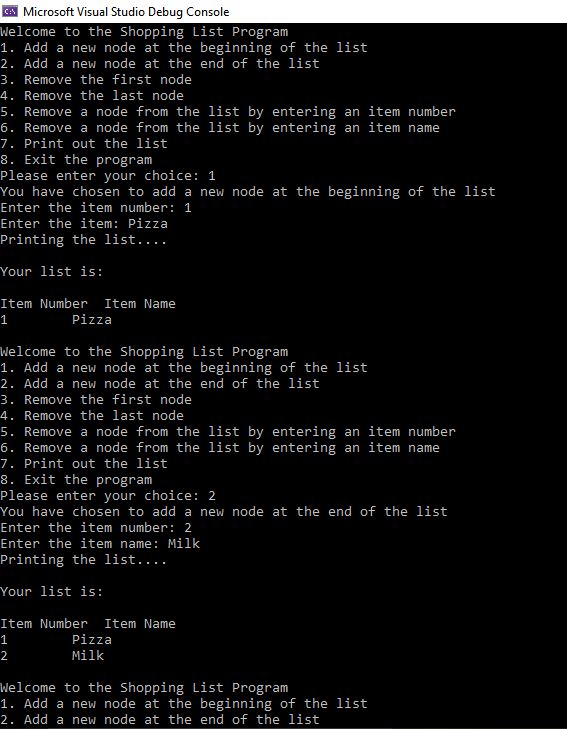 Microsoft Visual Studio Debug Console
Welcome to the Shopping List Program
1. Add a new node at the beginning of the list
2. Add a new node at the end of the list
3. Remove the first node
4. Remove the last node
5. Remove a node from the list by entering an item number
6. Remove a node from the list by entering an item name
7. Print out the list
8. Exit the program
Please enter your choice: 1
You have chosen to add a new node at the beginning of the list
Enter the item number: 1
Enter the item: Pizza
Printing the list....
Your list is:
Item Number  Item Name
1        Pizza
Welcome to the Shopping List Program
1. Add a new node at the beginning of the list
2. Add a new node at the end of the list
3. Remove the first node
4. Remove the last node
5. Remove a node from the list by entering an item number
6. Remove a node from the list by entering an item name
7. Print out the list
8. Exit the program
Please enter your choice: 2
You have chosen to add a new node at the end of the list
Enter the item number: 2
Enter the item name: Milk
Printing the list....
Your list is:
Item Number  Item Name
1        Pizza
2        Milk
Welcome to the Shopping List Program
1. Add a new node at the beginning of the list
2. Add a new node at the end of the list